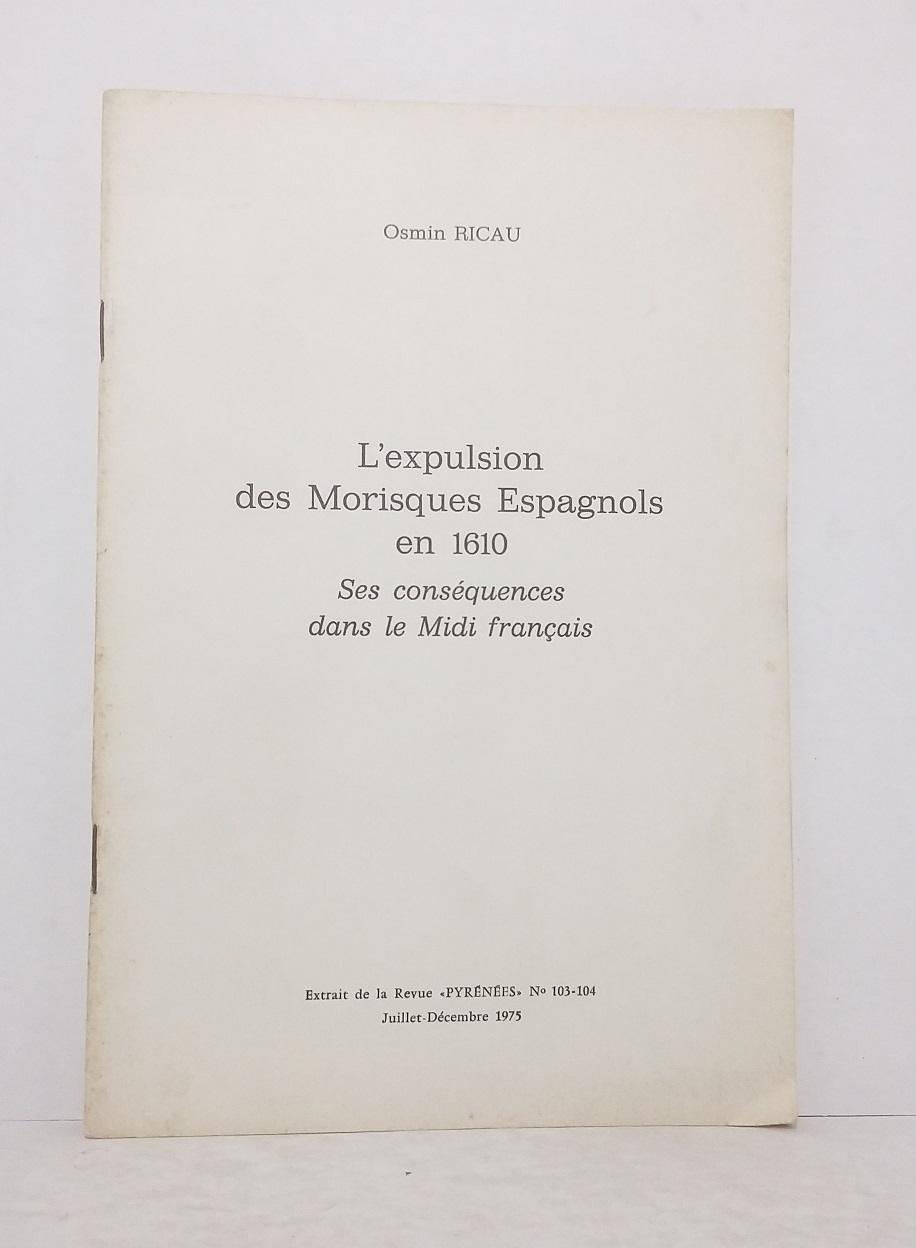 Osmin RICAU
L'expulsion
des Morisques Espagnols
en 1610
Ses conséquences
dans le Midi français
Extrait de la Revue «PYRÉNÉES» Nº 103-104
Juillet-Décembre 1975